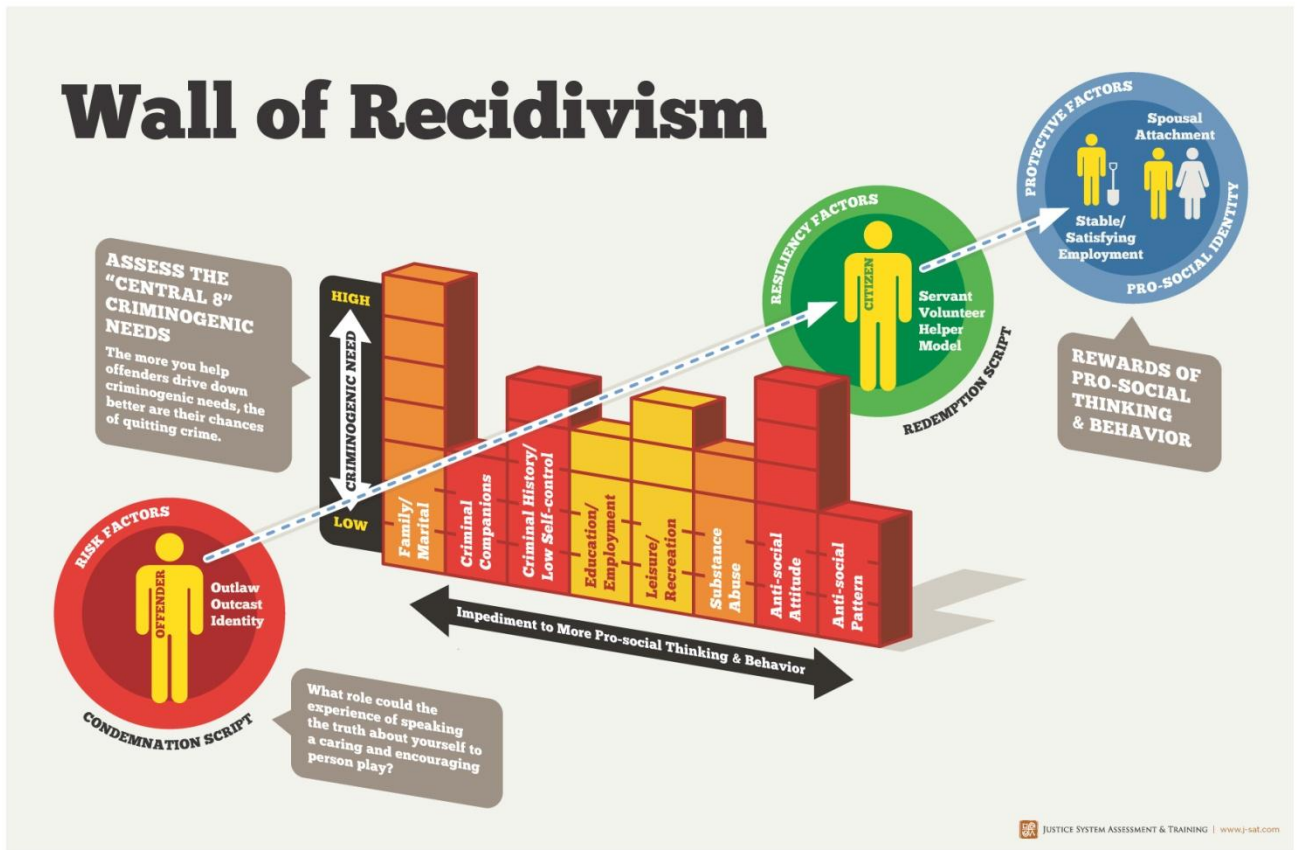 Wall of Recidivism
ASSESS THE
“CENTRAL 8”
CRIMINOGENIC
NEEDS
The more you help
offenders drive down
criminogenic needs, the
better are their chances
of quitting crime.
HIGH
CRIMINOGENIC NEED
LOW
RISK FACTORS
OFFENDER
Outlaw
Outcast
Identity
CONDEMNATION SCRIPT
What role could the
experience of speaking
the truth about yourself to
a caring and encouraging
person play?
Family/
Marital
Criminal
Companions
Criminal History/
Low Self-control
Education/
Employment
Leisure/
Recreation
Substance
Abuse
Anti-social
Attitude
Anti-social
Pattern
Impediment to More Pro-social Thinking & Behavior
RESILIENCY FACTORS
CITIZEN
Servant
Volunteer
Helper
Model
REDEMPTION SCRIPT
PROTECTIVE FACTORS
Spousal
Attachment
Stable/
Satisfying
Employment
PRO-SOCIAL IDENTITY
REWARDS OF
PRO-SOCIAL
THINKING
& BEHAVIOR
JUSTICE SYSTEM ASSESSMENT & TRAINING | www.j-sat.com